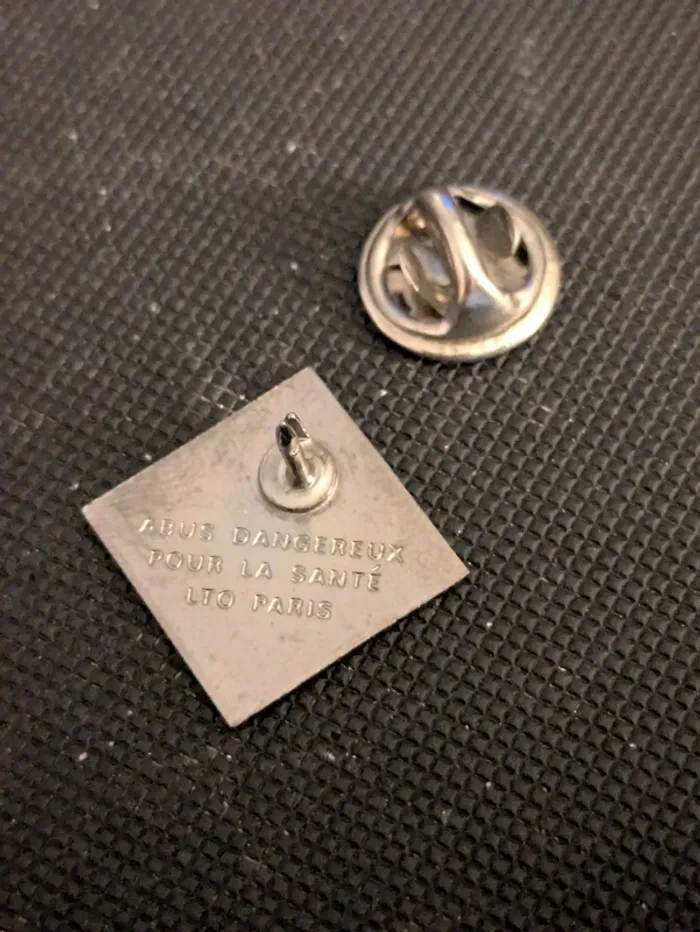 ABUS DANGEREUX
POUR LA SANTÉ
LTO PARIS